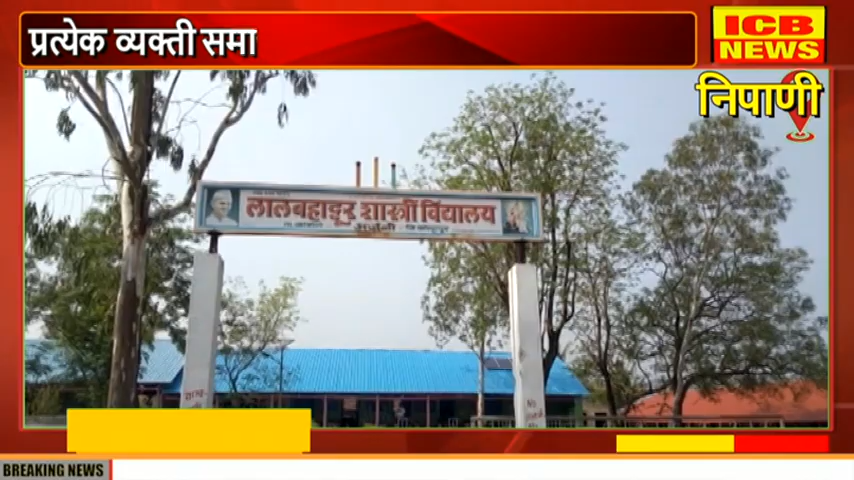 प्रत्येक व्यक्ती समा
ICB
NEWS
निपाणी
लालबहादूर शास्त्री विद्यालय
BREAKING NEWS